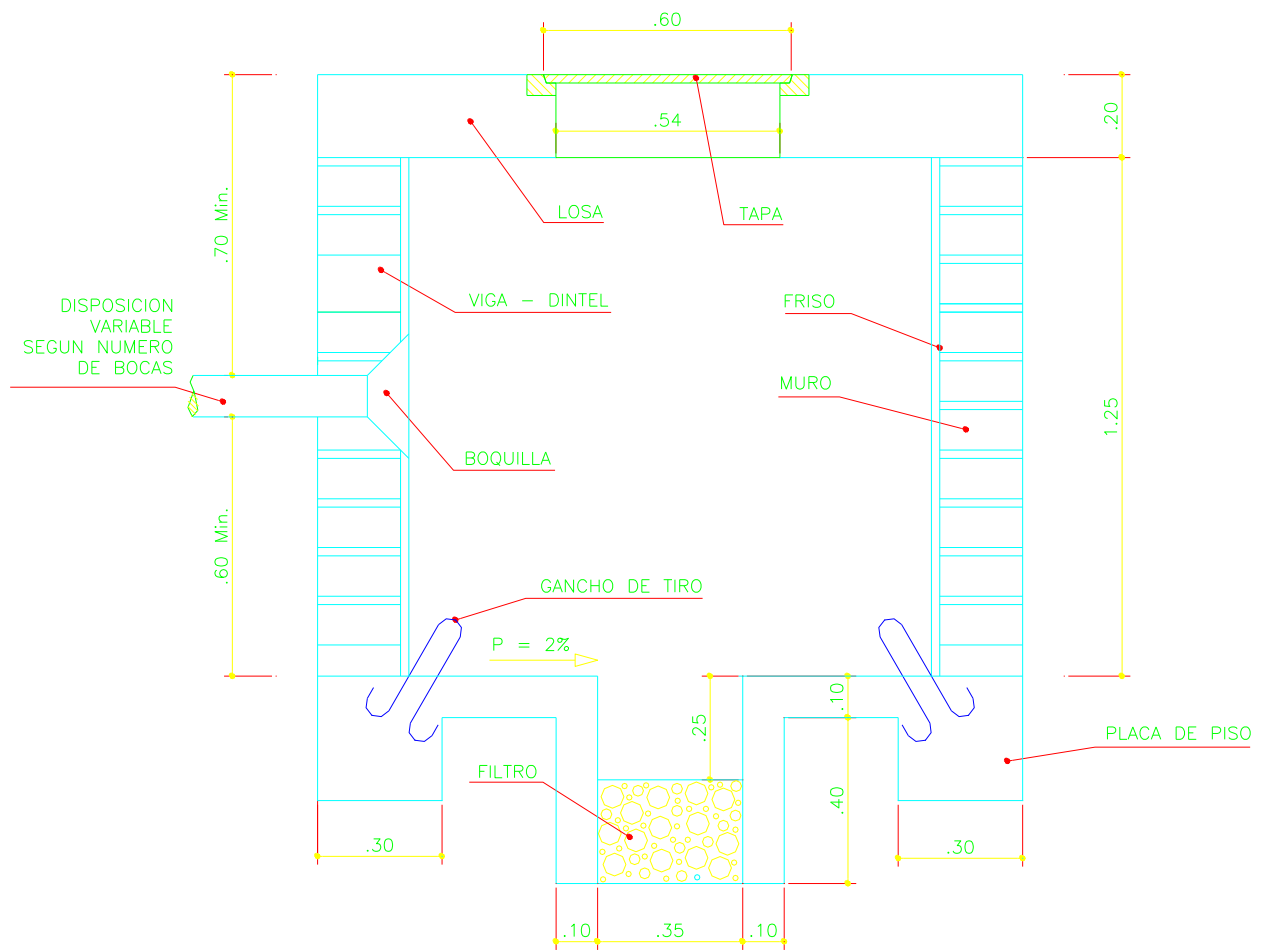 .60
.20
.54
LOSA
TAPA
.70 Min.
VIGA – DINTEL
FRISO
DISPOSICION
VARIABLE
SEGUN NUMERO
DE BOCAS
MURO
1.25
BOQUILLA
.60 Min.
GANCHO DE TIRO
P = 2%
.10
.25
PLACA DE PISO
FILTRO
.40
.30
.30
.10
.35
.10